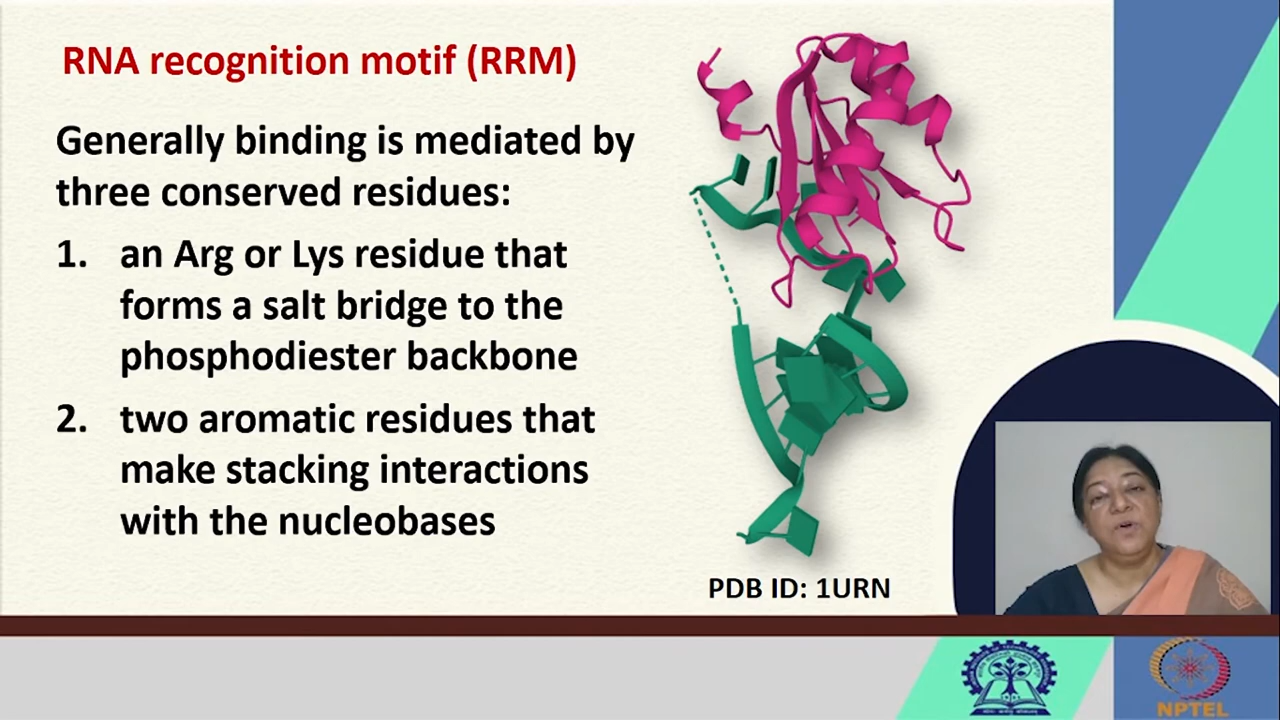 RNA recognition motif (RRM)
Generally binding is mediated by
three conserved residues:
1. an Arg or Lys residue that
forms a salt bridge to the
phosphodiester backbone
2. two aromatic residues that
make stacking interactions
with the nucleobases
PDB ID: 1URN
NPTEL